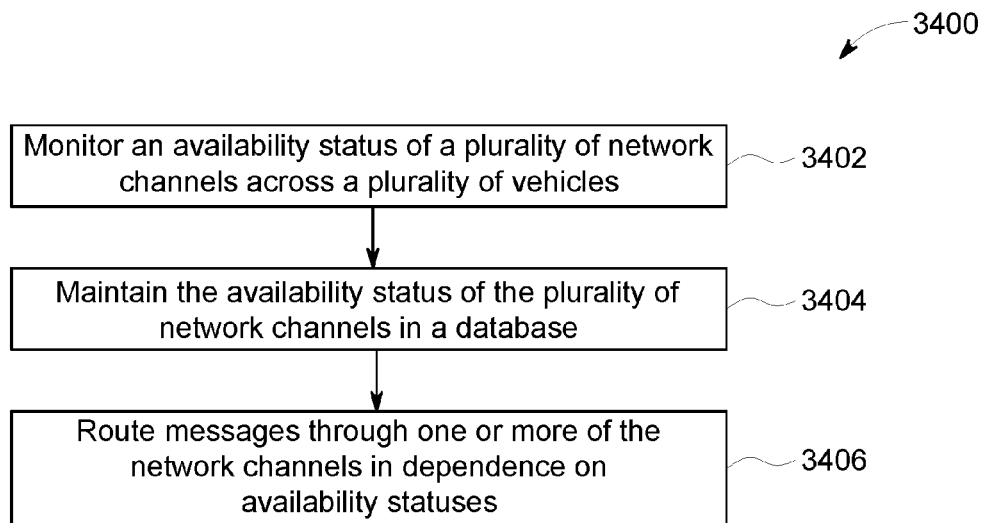 3400
Monitor an availability status of a plurality of network
channels across a plurality of vehicles
3402
Maintain the availability status of the plurality of
network channels in a database
3404
Route messages through one or more of the
network channels in dependence on
availability statuses
3406